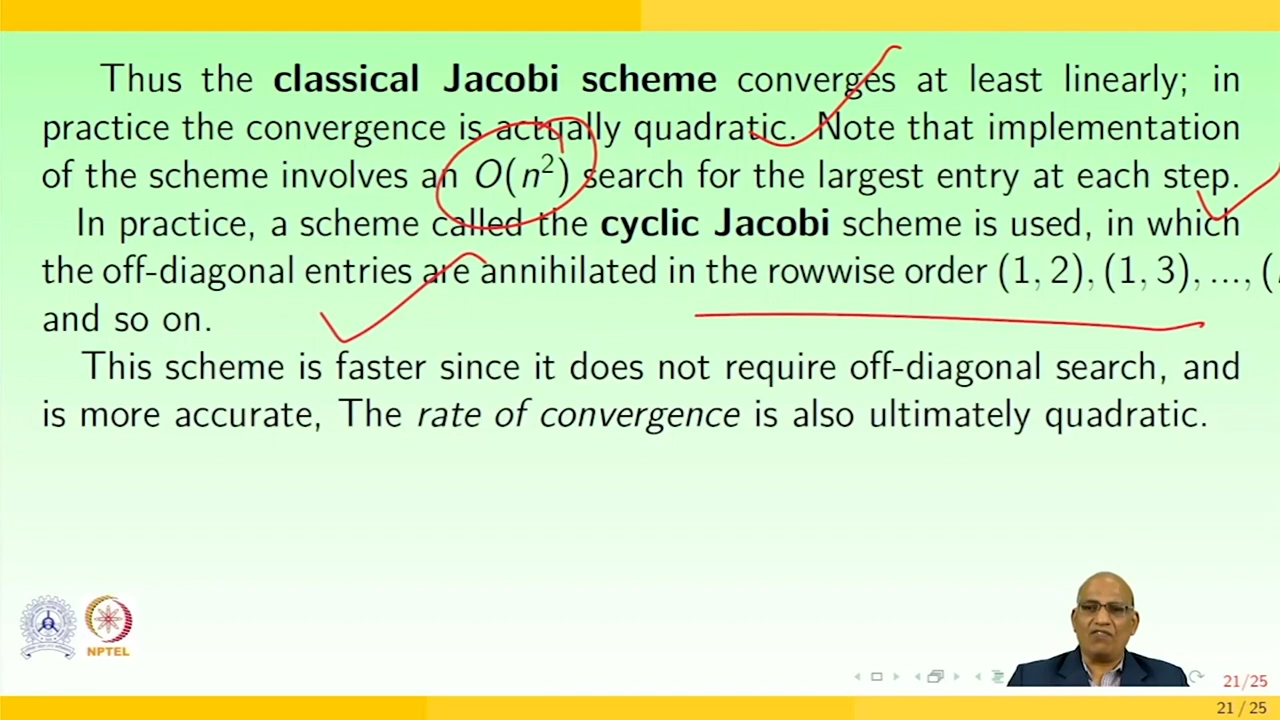 Thus the classical Jacobi scheme converges at least linearly; in
practice the convergence is actually quadratic. Note that implementation
of the scheme involves an O(n²) search for the largest entry at each step.
In practice, a scheme called the cyclic Jacobi scheme is used, in which
the off-diagonal entries are annihilated in the rowwise order (1, 2), (1, 3), ..., (
and so on.
This scheme is faster since it does not require off-diagonal search, and
is more accurate, The rate of convergence is also ultimately quadratic.
NPTEL
21/25
21 / 25